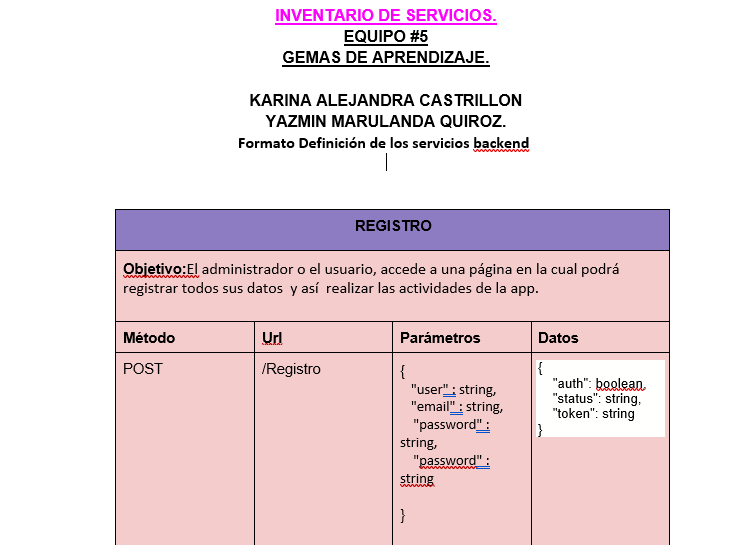 INVENTARIO DE SERVICIOS.
EQUIPO #5
GEMAS DE APRENDIZAJE.
KARINA ALEJANDRA CASTRILLON
YAZMIN MARULANDA QUIROZ.
Formato Definición de los servicios backend
REGISTRO
Objetivo:El administrador o el usuario, accede a una página en la cual podrá
registrar todos sus datos y así realizar las actividades de la app.
Método Url Parámetros Datos
POST
/Registro
{
"user" : string,
"email" : string,
"password" :
string,
"password" :
string
}
{
"auth": boolean,
"status": string,
"token": string
}